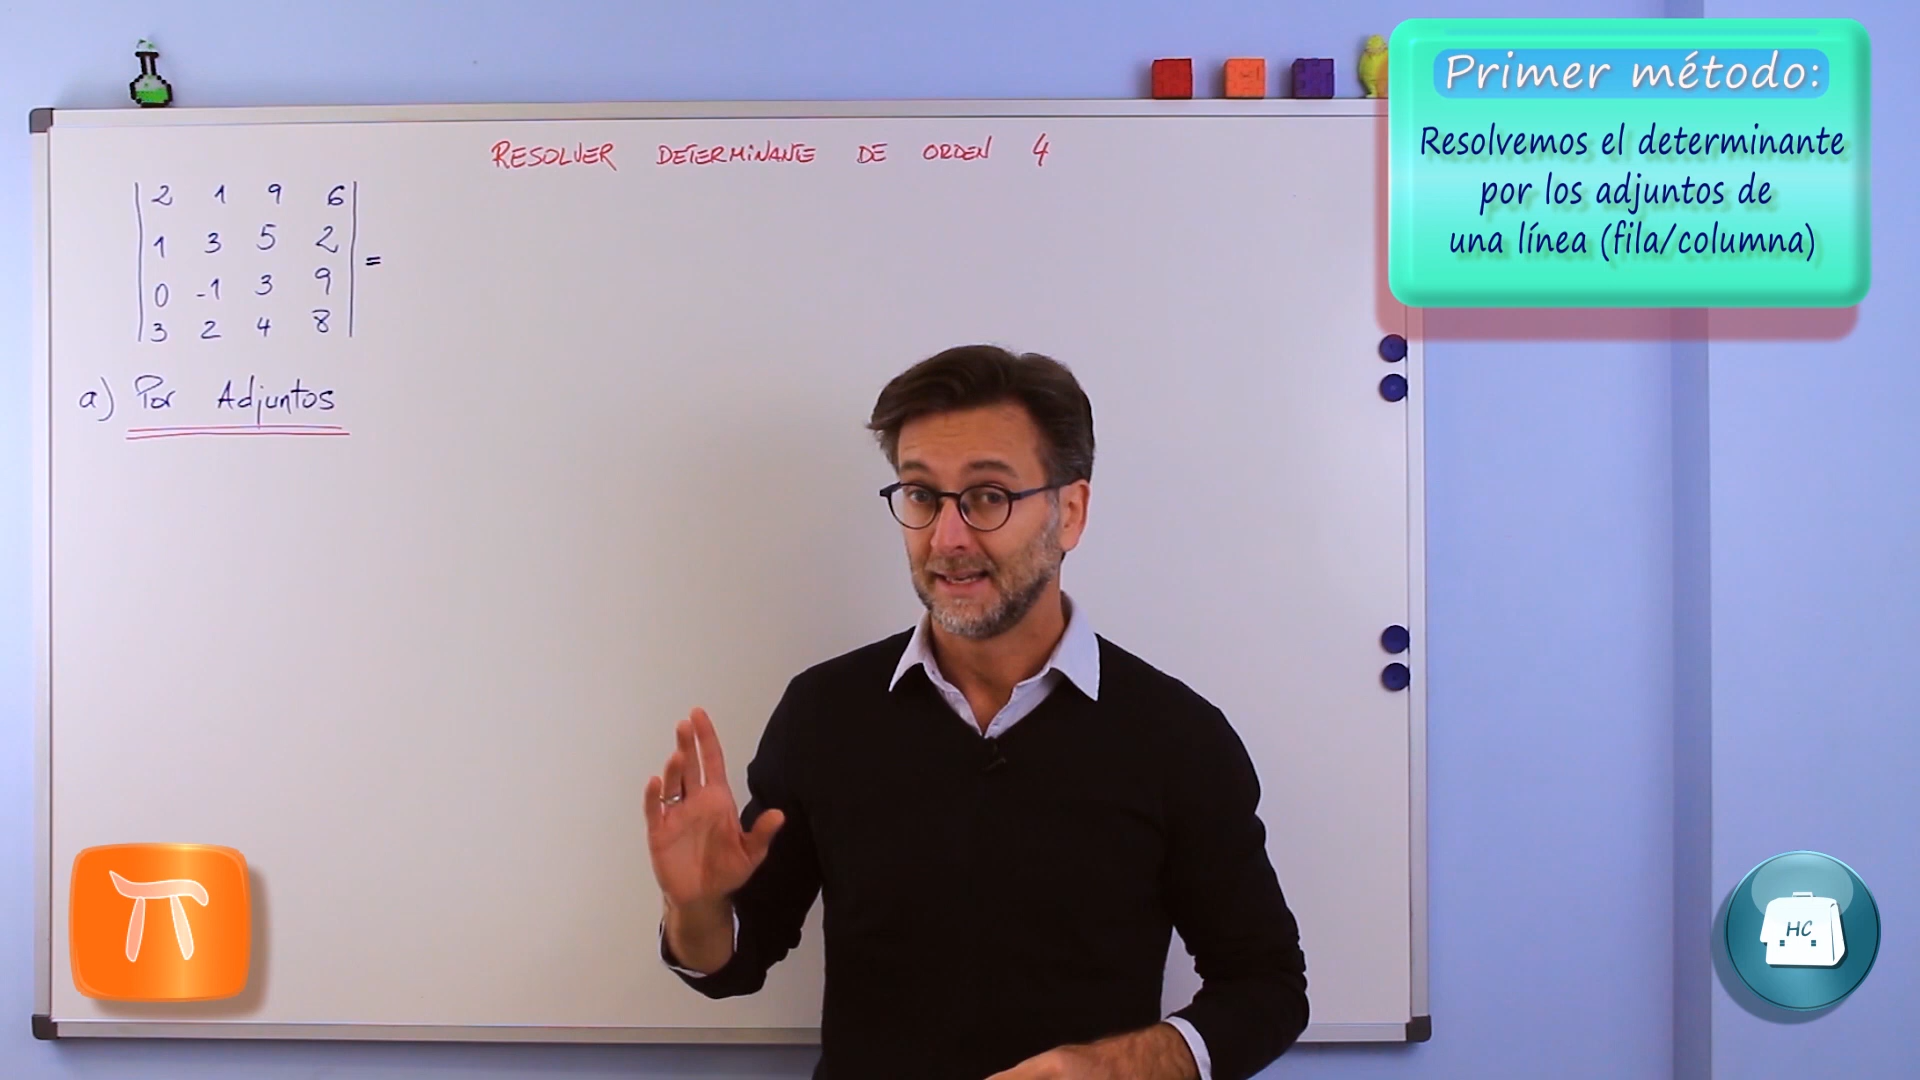 RESOLVER DETERMINANTE DE ORDEN 4
2 1 9 6
1 3 5 2
0 -1 3 9
3 2 4 8
=
a) Por Adjuntos
Primer método:
Resolvemos el determinante
por los adjuntos de
una línea (fila/columna)
π
HC